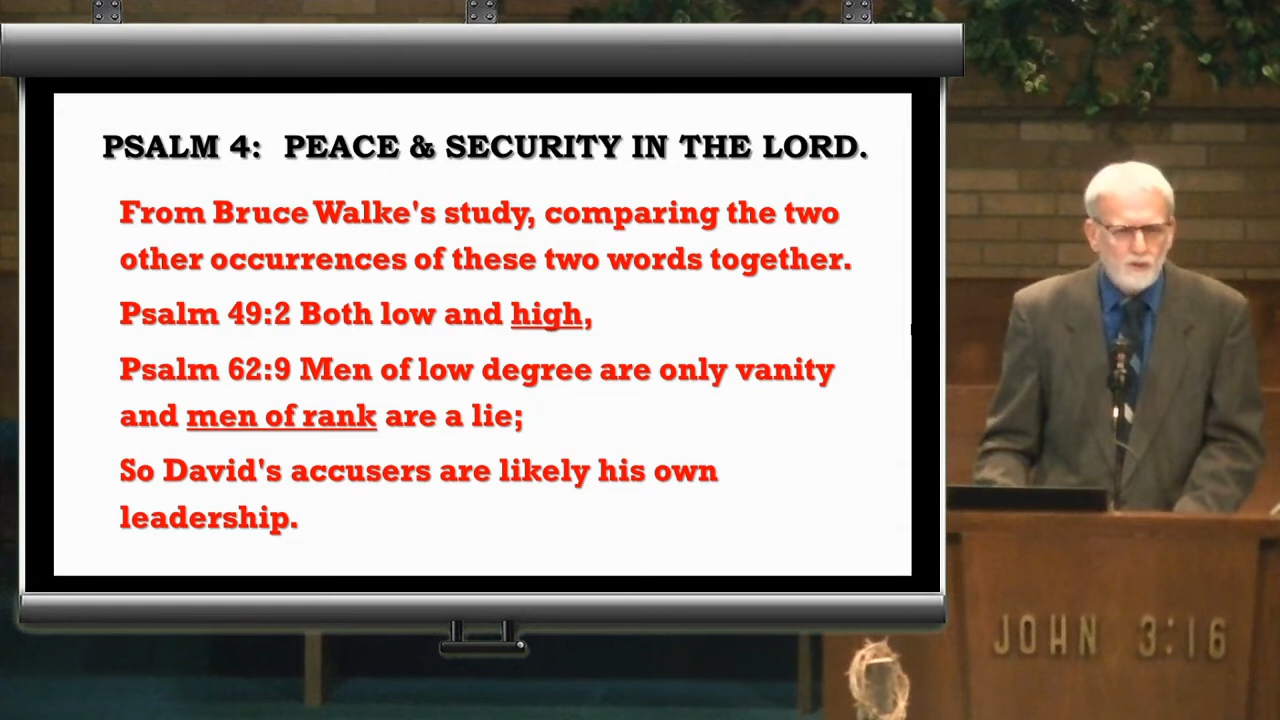 PSALM 4: PEACE & SECURITY IN THE LORD.
From Bruce Walke's study, comparing the two
other occurrences of these two words together.
Psalm 49:2 Both low and high,
Psalm 62:9 Men of low degree are only vanity
and men of rank are a lie;
So David's accusers are likely his own
leadership.
JOHN 3:16